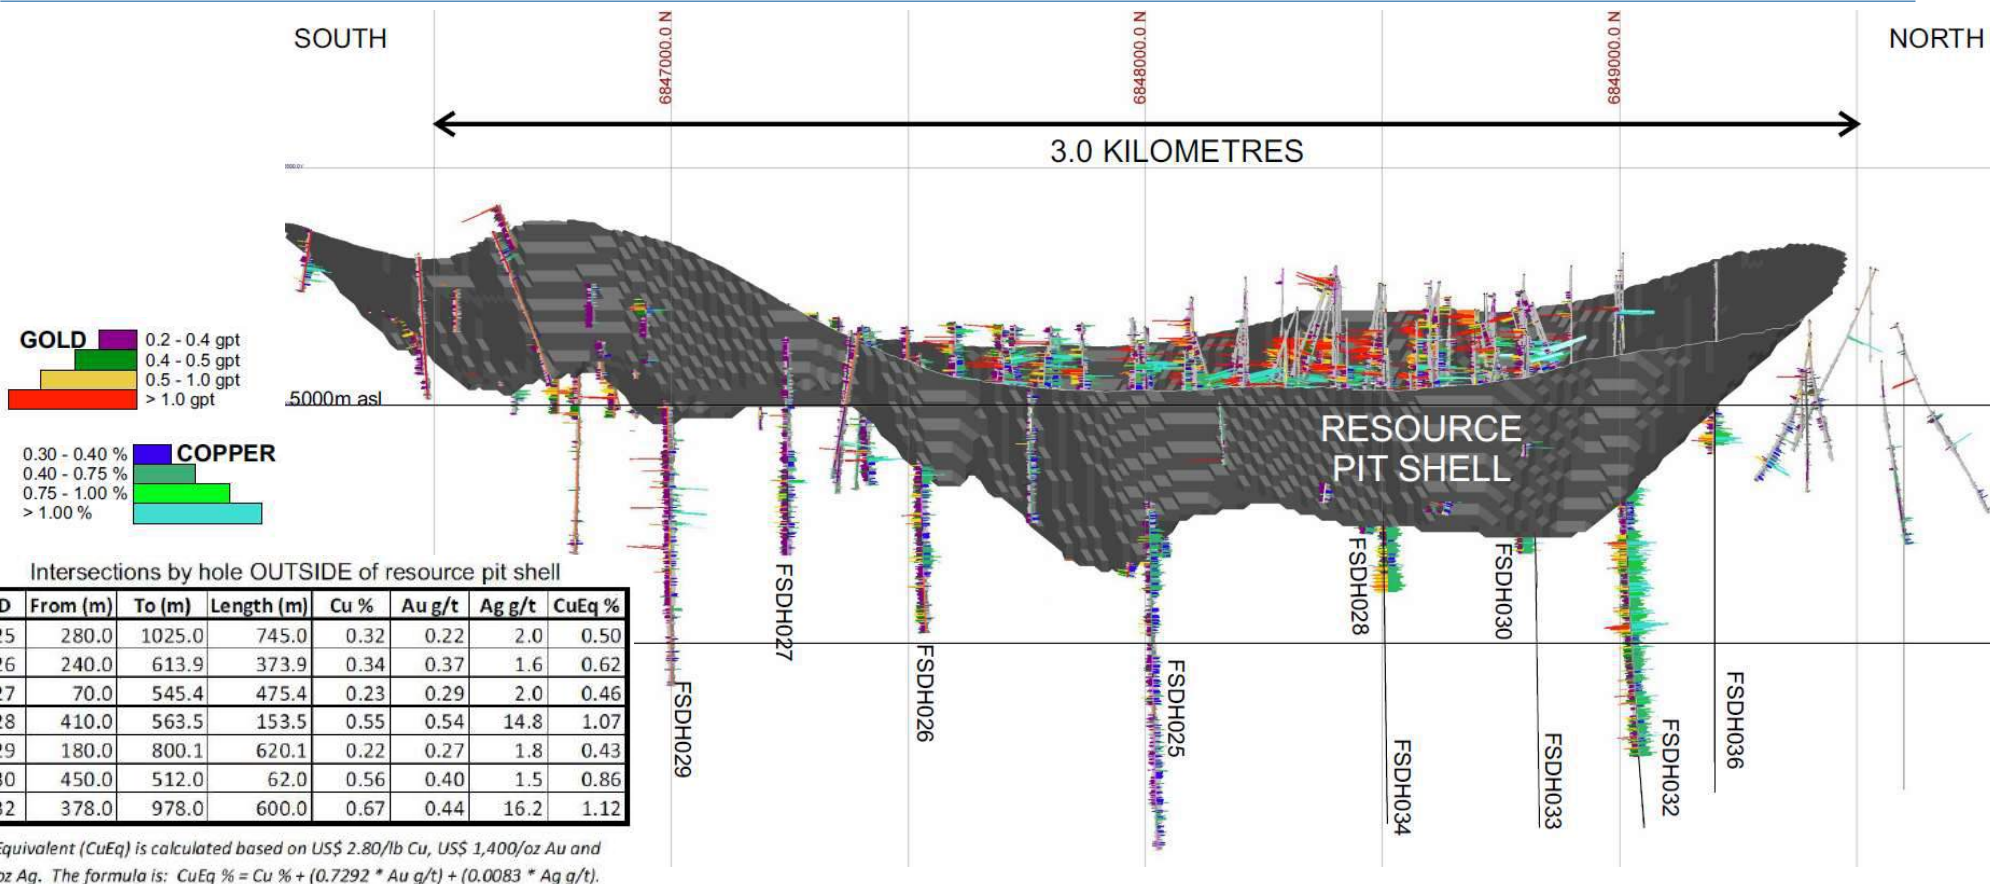 SOUTH
6847000.0 N
6848000.0 N
6849000.0 N
NORTH
3.0 KILOMETRES
GOLD
0.2 - 0.4 gpt
0.4 - 0.5 gpt
0.5 - 1.0 gpt
> 1.0 gpt
5000m asl
RESOURCE
PIT SHELL
0.30 - 0.40 % COPPER
0.40 - 0.75 %
0.75 - 1.00 %
> 1.00 %
FSDH029
FSDH027
FSDH026
FSDH025
FSDH028
FSDH034
FSDH030
FSDH033
FSDH032
FSDH036
Intersections by hole OUTSIDE of resource pit shell
D From (m) To (m) Length (m) Cu % Au g/t Ag g/t CuEq %
25 280.0 1025.0 745.0 0.32 0.22 2.0 0.50
26 240.0 613.9 373.9 0.34 0.37 1.6 0.62
27 70.0 545.4 475.4 0.23 0.29 2.0 0.46
28 410.0 563.5 153.5 0.55 0.54 14.8 1.07
29 180.0 800.1 620.1 0.22 0.27 1.8 0.43
30 450.0 512.0 62.0 0.56 0.40 1.5 0.86
32 378.0 978.0 600.0 0.67 0.44 16.2 1.12
Equivalent (CuEq) is calculated based on US$ 2.80/lb Cu, US$ 1,400/oz Au and
oz Ag. The formula is: CuEq % = Cu % + (0.7292 * Au g/t) + (0.0083 * Ag g/t).